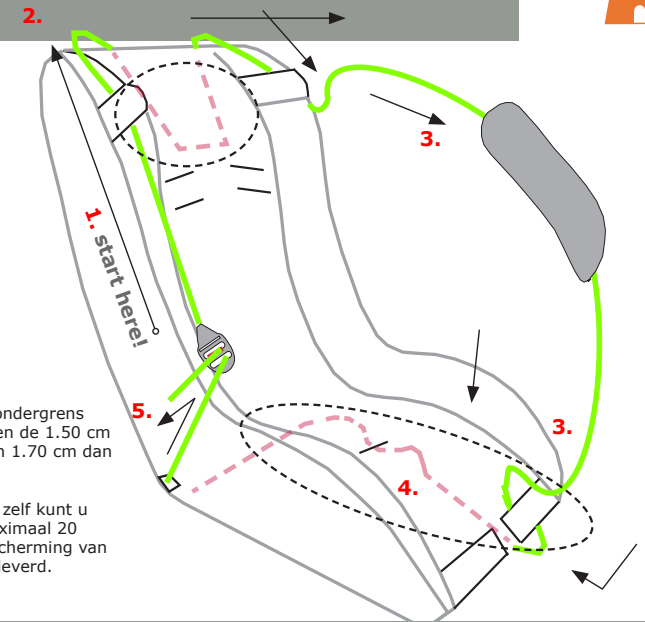 2.
3.
1. start here!
ondergrens
en de 1.50 cm
1.70 cm dan
5.
3.
4.
zelf kunt u
ximaal 20
cherming van
leverd.